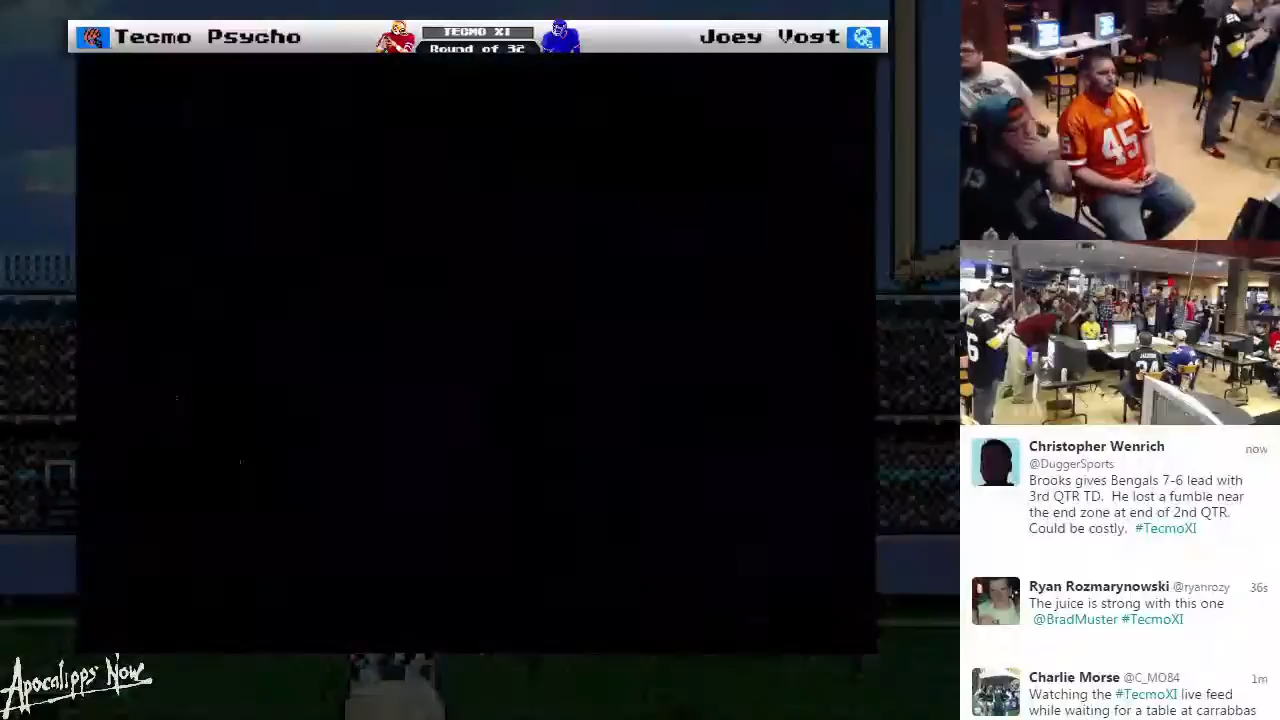 Tecmo Psycho
TECMO XI
Round of 32
Joey Vost
45
Christopher Wenrich now
@DuggerSports
Brooks gives Bengals 7-6 lead with
3rd QTR TD. He lost a fumble near
the end zone at end of 2nd QTR.
Could be costly. #TecmoXI
Ryan Rozmarynowski @ryanrozy 36s
The juice is strong with this one
@BradMuster #TecmoXI
Charlie Morse @C_MO84 1m
Watching the #TecmoXI live feed
while waiting for a table at carrabbas
Apocalipps Now
34